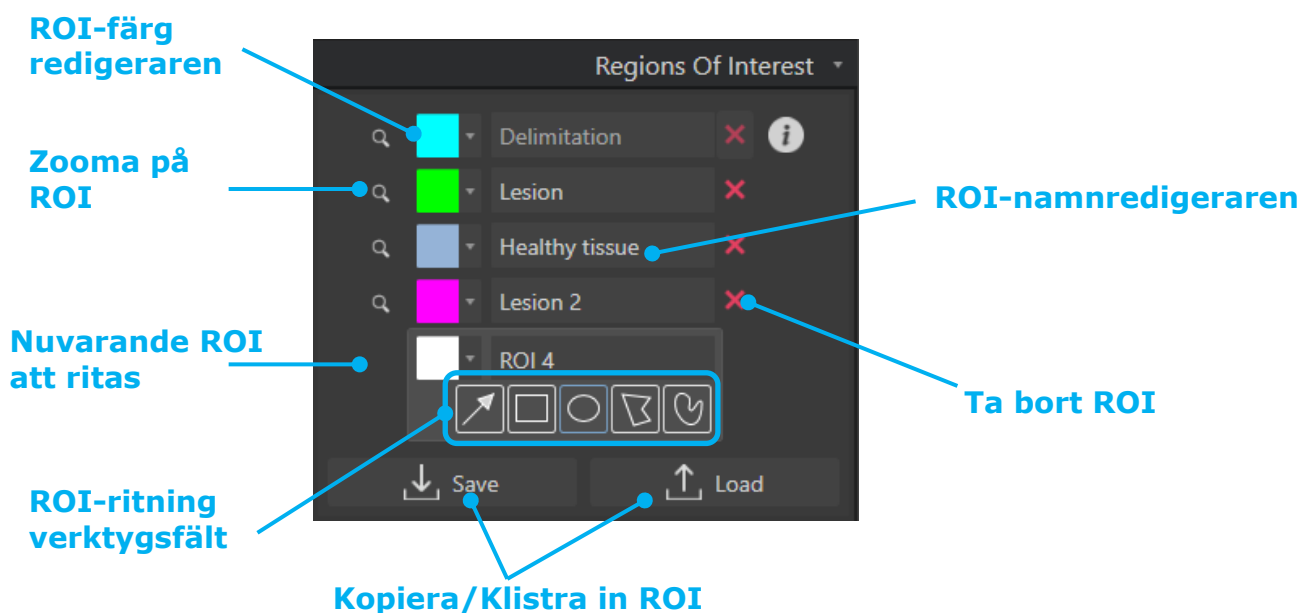 ROI-färg
redigeraren
Regions Of Interest
Delimitation
i
Zooma på
ROI
Lesion
ROI-namnredigeraren
Healthy tissue
Lesion 2
Nuvarande ROI
att ritas
ROI 4
Ta bort ROI
Save
Load
ROI-ritning
verktygsfält
Kopiera/Klistra in ROI